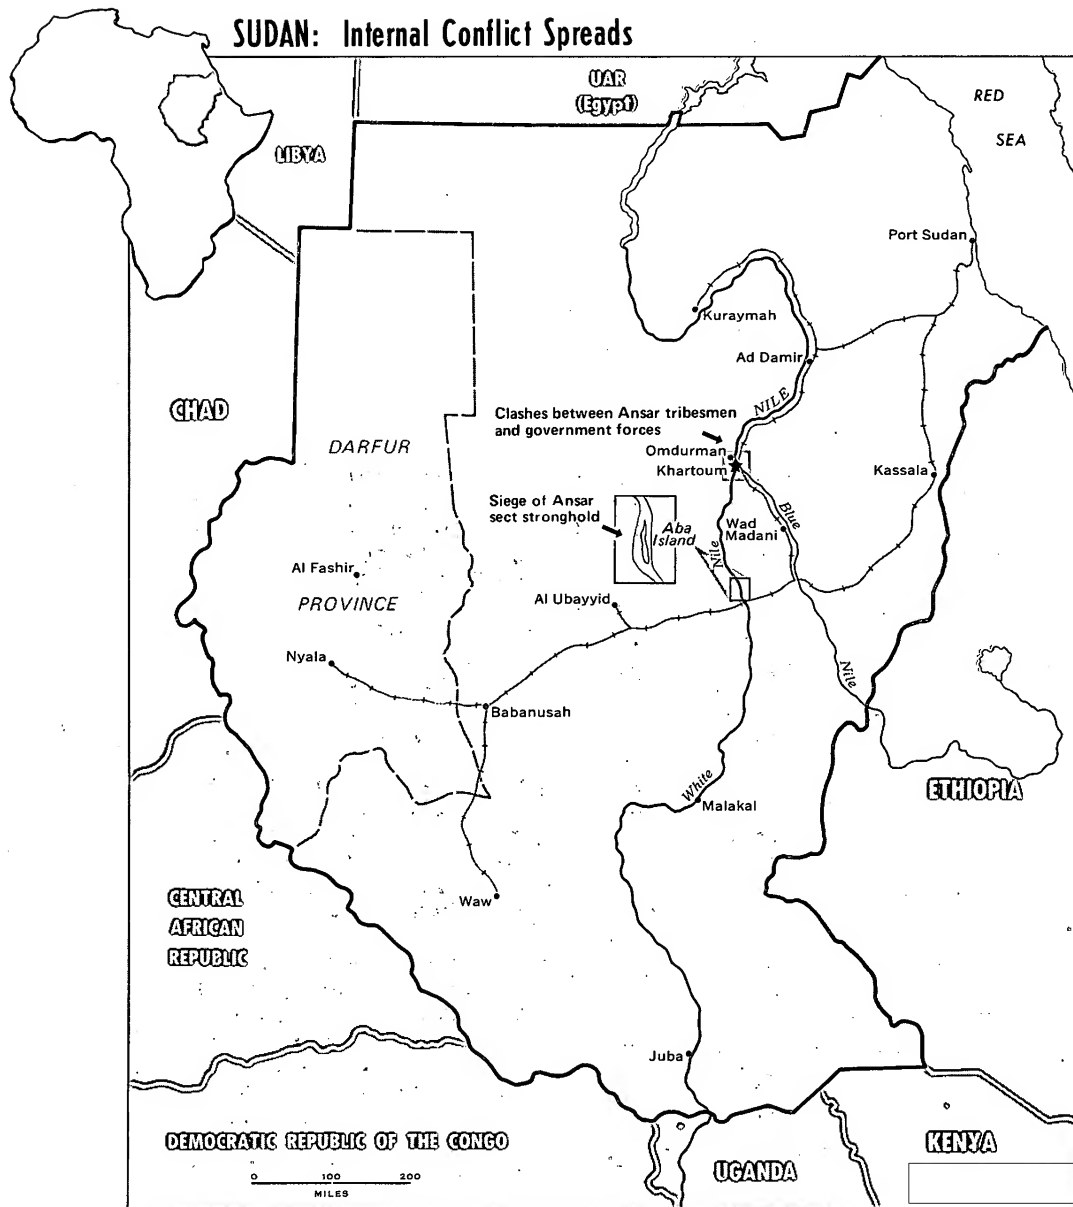 SUDAN: Internal Conflict Spreads
UAR
(Egypt)
RED
SEA
LIBYA
Port Sudan
Kuraymah
Ad Damir
CHAD
NILE
Clashes between Ansar tribesmen
and government forces
DARFUR
Omdurman
Khartoum
Kassala
Siege of Ansar
sect stronghold
Blue
Wad
Madani
Aba
Island
Nile
Al Fashir
PROVINCE
Al Ubayyid
Nyala
Nile
Babanusah
White
Malakal
ETHIOPIA
CENTRAL
AFRICAN
REPUBLIC
Waw
Juba
DEMOCRATIC REPUBLIC OF THE CONGO
KENYA
UGANDA
0 100 200
MILES